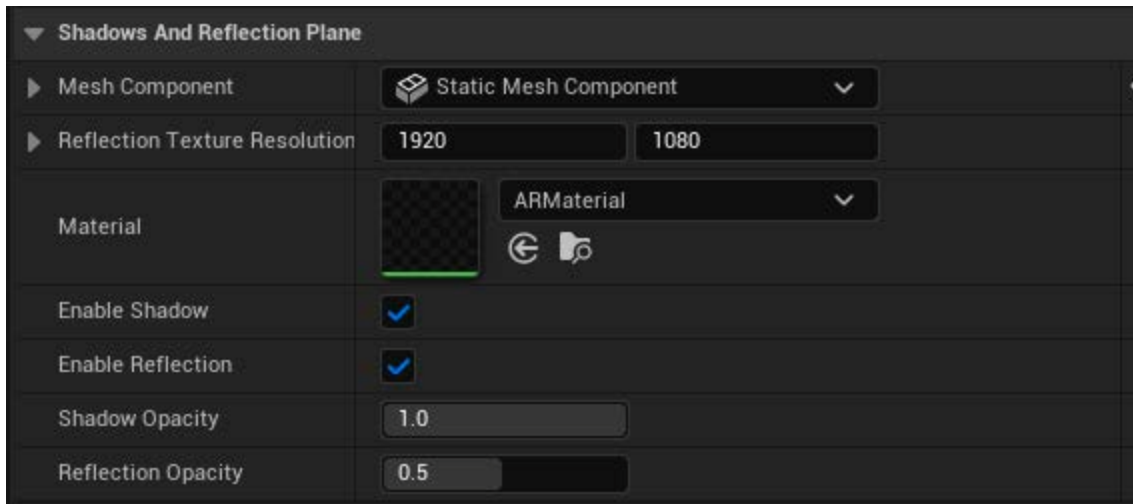 Shadows And Reflection Plane
Mesh Component Static Mesh Component
Reflection Texture Resolution 1920 1080
Material ARMaterial
Enable Shadow
Enable Reflection
Shadow Opacity 1.0
Reflection Opacity 0.5